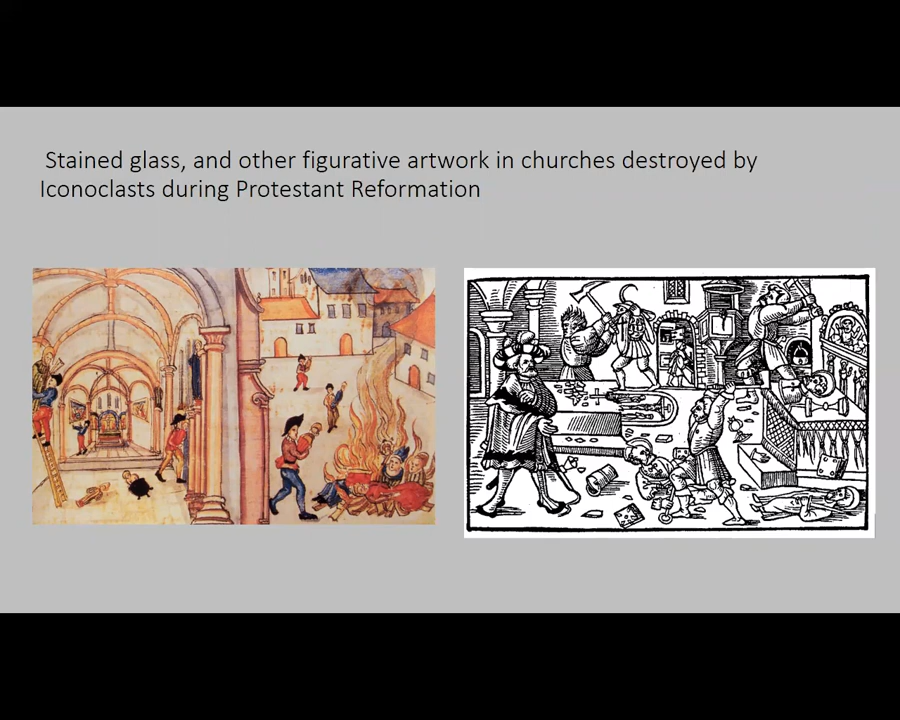 Stained glass, and other figurative artwork in churches destroyed by
Iconoclasts during Protestant Reformation